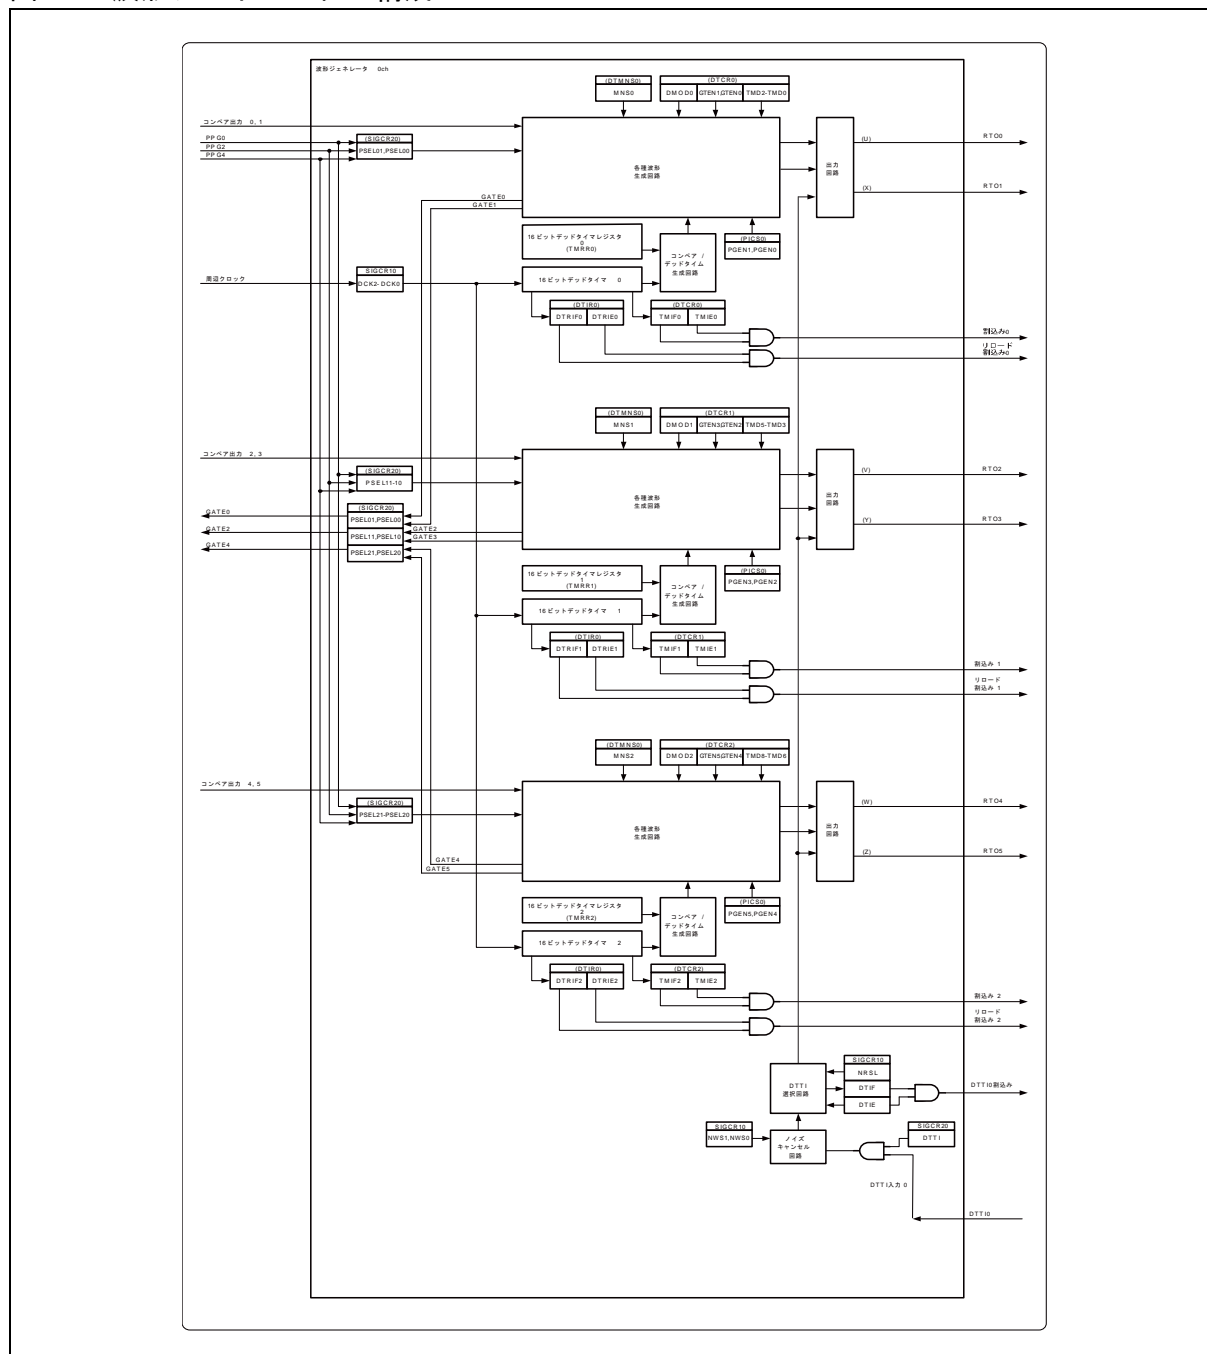 波形ジェネレータ 0ch
(DTMNS0)
MNS0
(DTCR0)
DMOD0
GTEN1,GTEN0
TMD2-TMD0
コンペア出力 0, 1
PPG0
PPG2
PPG4
(SIGCR20)
PSEL01,PSEL00
各種波形
生成回路
出力
回路
(U)
RTO0
(X)
RTO1
GATE0
GATE1
16ビットデッドタイマレジスタ
0
(TMRR0)
コンペア /
デッドタイム
生成回路
(PICS0)
PGEN1,PGEN0
周辺クロック
SIGCR10
DCK2-DCK0
16ビットデッドタイマ 0
(DTIR0)
DTRIF0
DTRIE0
(DTCR0)
TMIF0
TMIE0
割込み0
リロード
割込み0
(DTMNS0)
MNS1
(DTCR1)
DMOD1
GTEN3,GTEN2
TMD5-TMD3
コンペア出力 2, 3
(SIGCR20)
PSEL11-10
各種波形
生成回路
出力
回路
(V)
RTO2
(Y)
RTO3
GATE0
GATE2
GATE4
(SIGCR20)
PSEL01,PSEL00
PSEL11,PSEL10
PSEL21,PSEL20
GATE2
GATE3
16ビットデッドタイマレジスタ
1
(TMRR1)
コンペア /
デッドタイム
生成回路
(PICS0)
PGEN3,PGEN2
16ビットデッドタイマ 1
(DTIR0)
DTRIF1
DTRIE1
(DTCR1)
TMIF1
TMIE1
割込み 1
リロード
割込み 1
(DTMNS0)
MNS2
(DTCR2)
DMOD2
GTEN5,GTEN4
TMD8-TMD6
コンペア出力 4, 5
(SIGCR20)
PSEL21-PSEL20
各種波形
生成回路
出力
回路
(W)
RTO4
(Z)
RTO5
GATE4
GATE5
16ビットデッドタイマレジスタ
2
(TMRR2)
コンペア /
デッドタイム
生成回路
(PICS0)
PGEN5,PGEN4
16ビットデッドタイマ 2
(DTIR0)
DTRIF2
DTRIE2
(DTCR2)
TMIF2
TMIE2
割込み 2
リロード
割込み 2
DTTI
選択回路
SIGCR10
NRSL
DTIF
DTIE
DTTI0割込み
SIGCR10
NWS1,NWS0
ノイズ
キャンセル
回路
SIGCR20
DTTI
DTTI入力 0
DTTI0